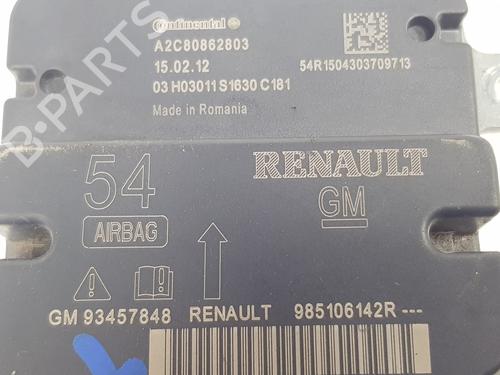 Continental
A2C80862803
15.02.12
54R1504303709713
03 H03011 S1630 C181
Made in Romania
54
RENAULT
AIRBAG
GM
GM 93457848 RENAULT 985106142R ---
B-PARTS